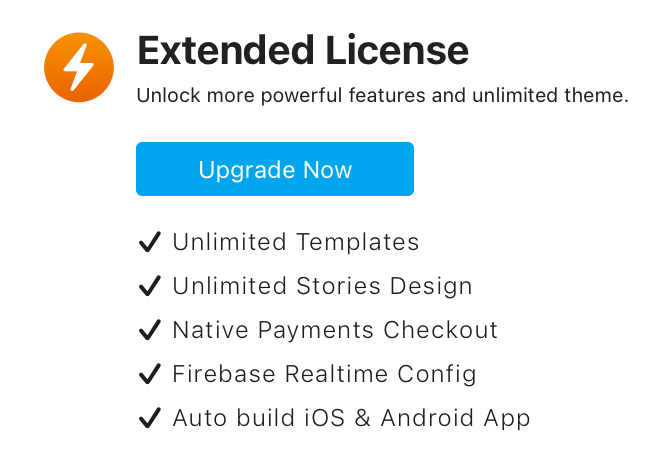 Extended License
Unlock more powerful features and unlimited theme.
Upgrade Now
Unlimited Templates
Unlimited Stories Design
Native Payments Checkout
Firebase Realtime Config
Auto build iOS & Android App